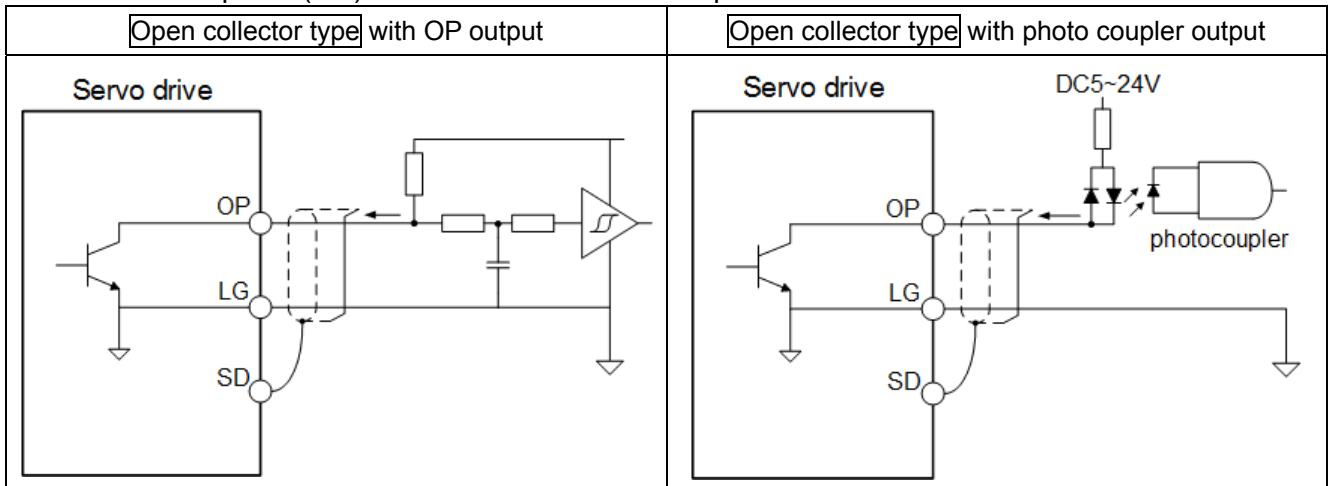 Open collector type with OP output
Open collector type with photo coupler output
Servo drive
OP
LG
SD
Servo drive
DC5~24V
OP
photocoupler
LG
SD